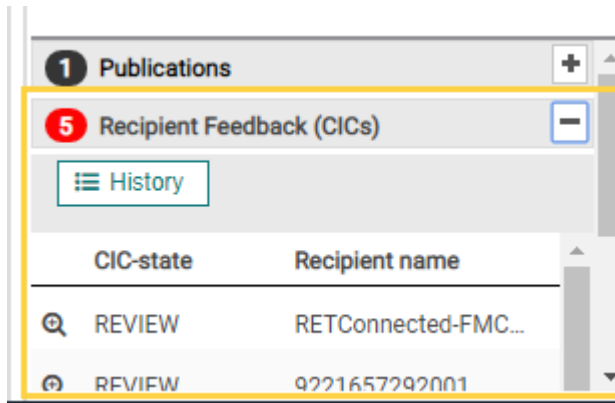 1 Publications
5 Recipient Feedback (CICs)
History
CIC-state Recipient name
REVIEW RETConnected-FMC...
REVIEW 9221657292001